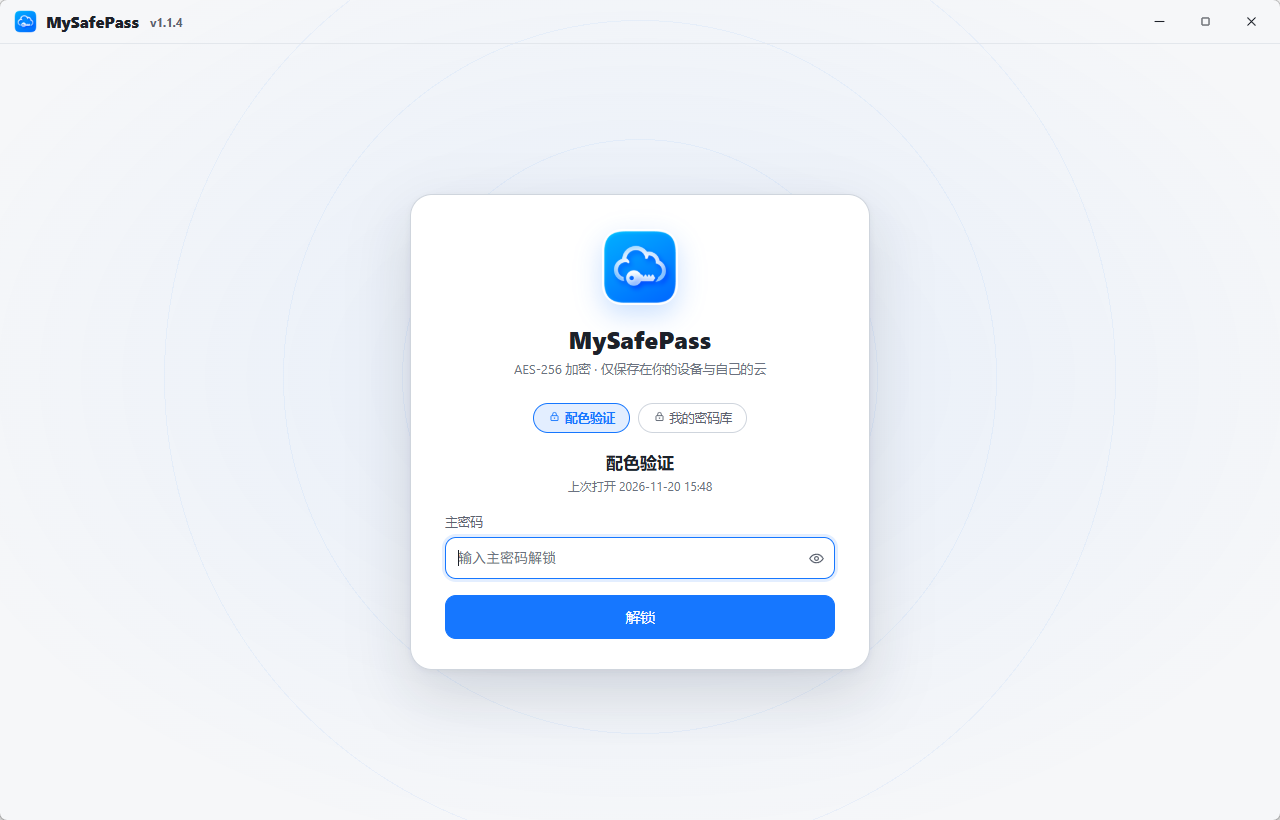 MySafePass v1.1.4
MySafePass
AES-256 加密 · 仅保存在你的设备与自己的云
配色验证 我的密码库
配色验证
上次打开 2026-11-20 15:48
主密码
输入主密码解锁
解锁